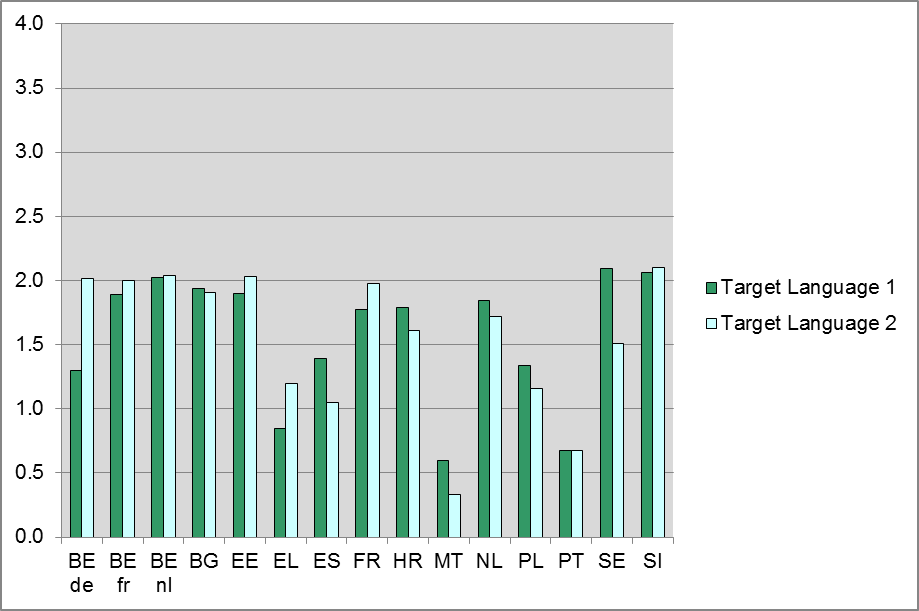 4.0
3.5
3.0
2.5
2.0
1.5
1.0
0.5
0.0
BE de
BE fr
BE nl
BG
EE
EL
ES
FR
HR
MT
NL
PL
PT
SE
SI
Target Language 1
Target Language 2